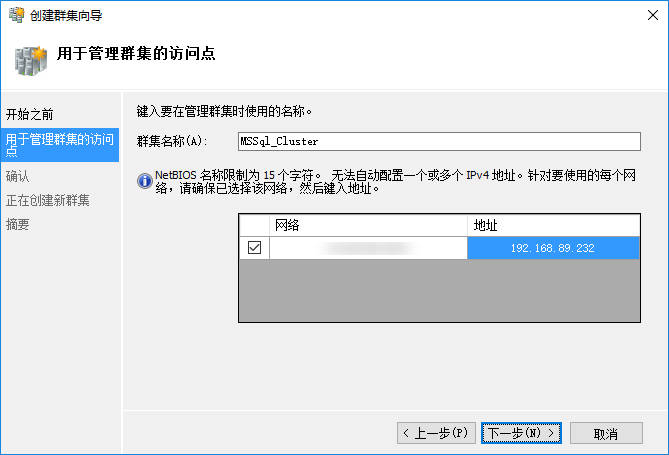 创建群集向导
用于管理群集的访问点
开始之前
用于管理群集的访问
点
确认
正在创建新群集
摘要
键入要在管理群集时使用的名称。
群集名称(A):
MSSql_Cluster
NetBIOS 名称限制为 15 个字符。 无法自动配置一个或多个 IPv4 地址。针对要使用的每个网
络，请确保已选择该网络，然后键入地址。
网络
地址
192.168.89.232
< 上一步(P)
下一步(N) >
取消